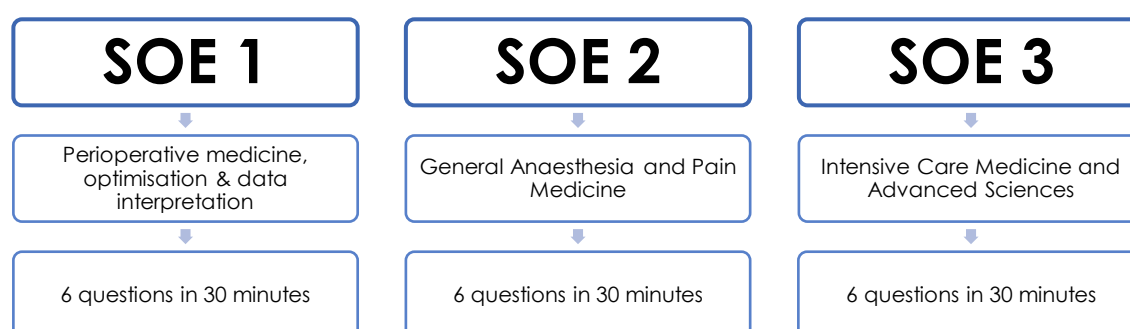 SOE 1
Perioperative medicine,
optimisation & data
interpretation
6 questions in 30 minutes
SOE 2
General Anaesthesia and Pain
Medicine
6 questions in 30 minutes
SOE 3
Intensive Care Medicine and
Advanced Sciences
6 questions in 30 minutes